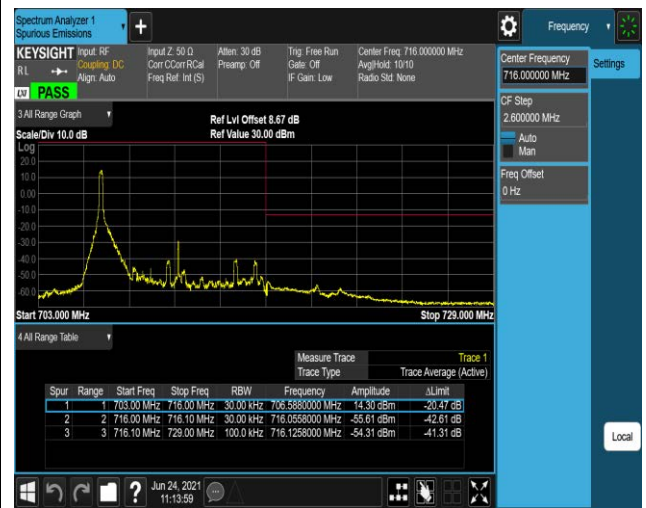 Spectrum Analyzer 1
Spurious Emissions
Frequency
KEYSIGHT Input: RF Input Z: 50 Ω Atten: 30 dB Trig: Free Run Center Freq: 716.000000 MHz
RL Coupling: DC Corr CCorr RCal Preamp: Off Gate: Off Avg|Hold: 10/10
Align: Auto Freq Ref: Int (S) IF Gain: Low Radio Std: None
LXI PASS
Center Frequency
716.000000 MHz
Settings
CF Step
2.600000 MHz
Auto
Man
Freq Offset
0 Hz
3 All Range Graph
Ref Lvl Offset 8.67 dB
Scale/Div 10.0 dB Ref Value 30.00 dBm
Log
20.0
10.0
0.00
-10.0
-20.0
-30.0
-40.0
-50.0
-60.0
Start 703.000 MHz Stop 729.000 MHz
4 All Range Table
Measure Trace Trace 1
Trace Type Trace Average (Active)
Spur Range Start Freq Stop Freq RBW Frequency Amplitude ΔLimit
1 1 703.00 MHz 716.00 MHz 30.00 kHz 706.5880000 MHz 14.30 dBm -20.47 dB
2 2 716.00 MHz 716.10 MHz 30.00 kHz 716.0558000 MHz -55.61 dBm -42.61 dB
3 3 716.10 MHz 729.00 MHz 100.0 kHz 716.1258000 MHz -54.31 dBm -41.31 dB
Local
Jun 24, 2021
11:13:59